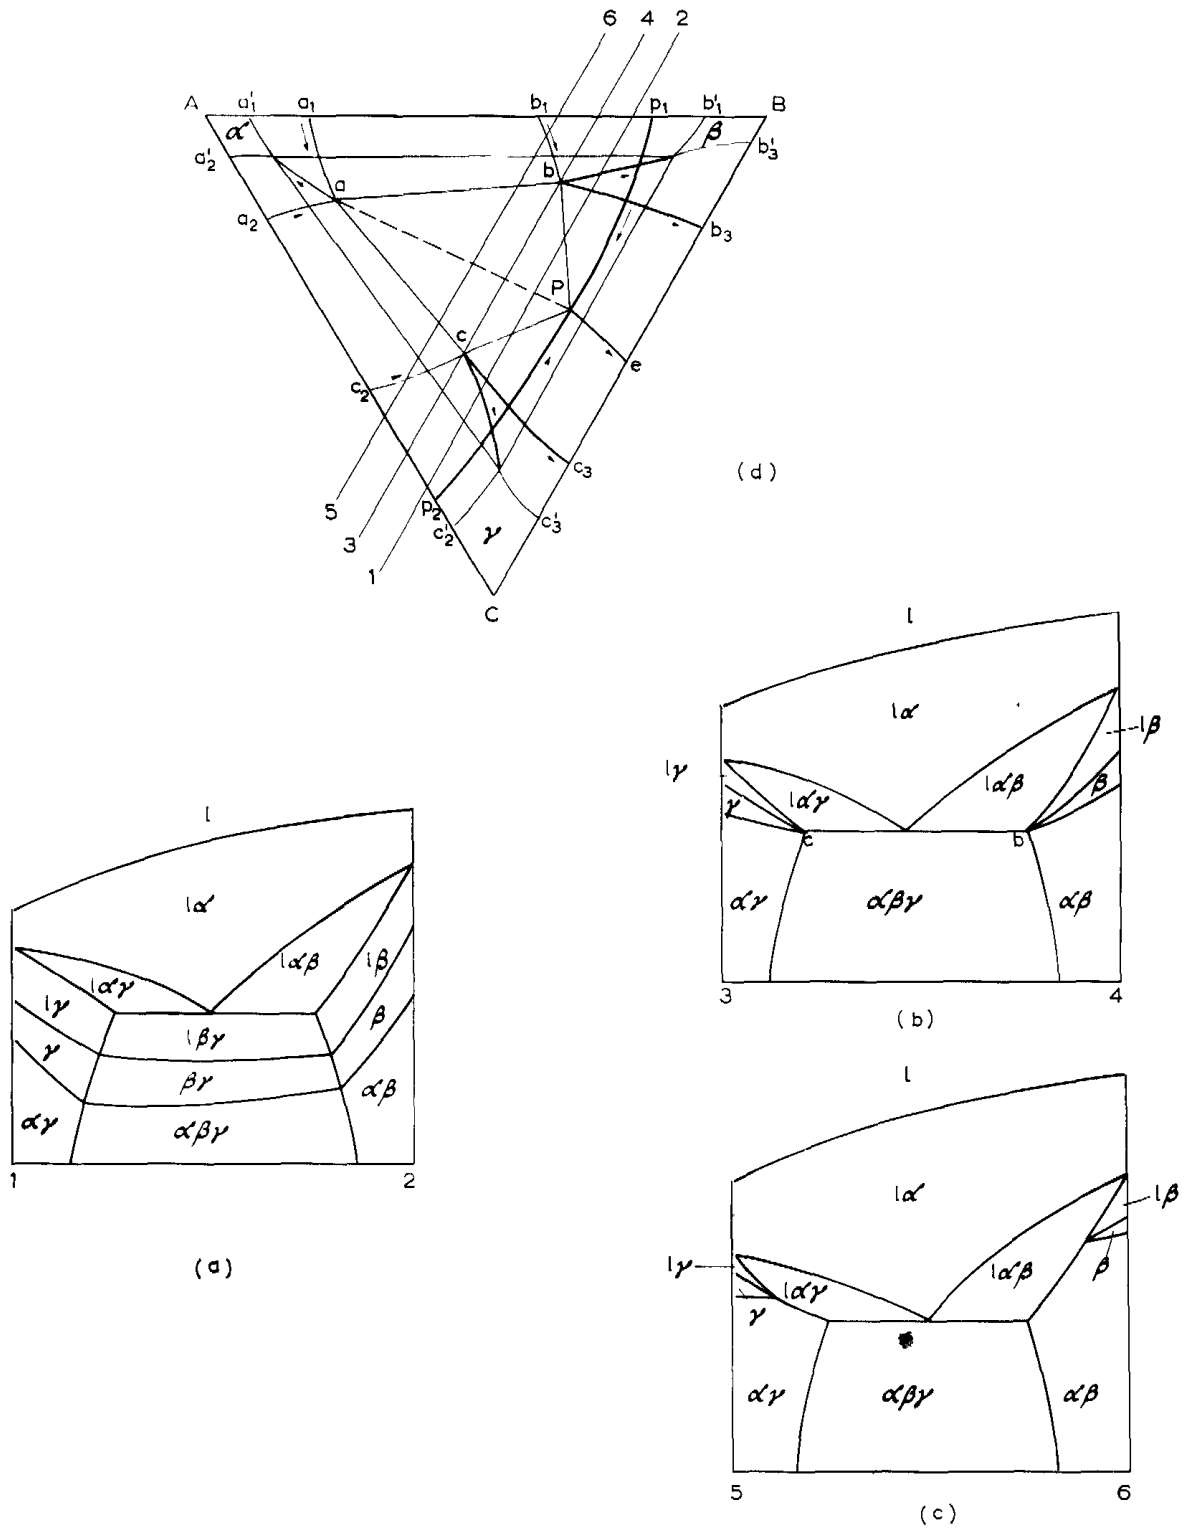 6 4 2
A a'₁ a₁ b₁ p₁ b'₁ B
α β
a'₂ b'₃
a b
a₂ b₃
P
c e
c₂
c₃
(d)
5 p₂
3 c'₂ γ c'₃
1
C
l
lα
lαγ lαβ lβ
lγ lβγ β
γ βγ αβ
αγ αβγ
1 2
(a)
l
lα
lβ
lγ
lαγ lαβ β
γ
c b
αγ αβγ αβ
3 4
(b)
l
lα
lβ
lγ lαγ lαβ
β
γ
αγ αβγ αβ
5 6
(c)